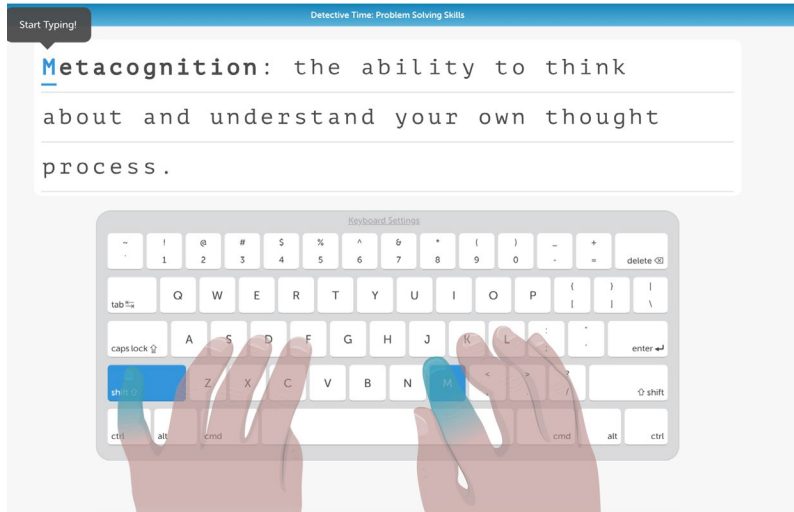 Detective Time: Problem Solving Skills
Start Typing!
Metacognition: the ability to think
about and understand your own thought
process.
Keyboard Settings
~ ! @ # $ % ^ & * ( ) _ +
` 1 2 3 4 5 6 7 8 9 0 - = delete
tab Q W E R T Y U I O P { } |
[ ] \
caps lock A S D F G H J K L : "
; ' enter
shift Z X C V B N M < > ?
, . / shift
ctrl alt cmd cmd alt ctrl